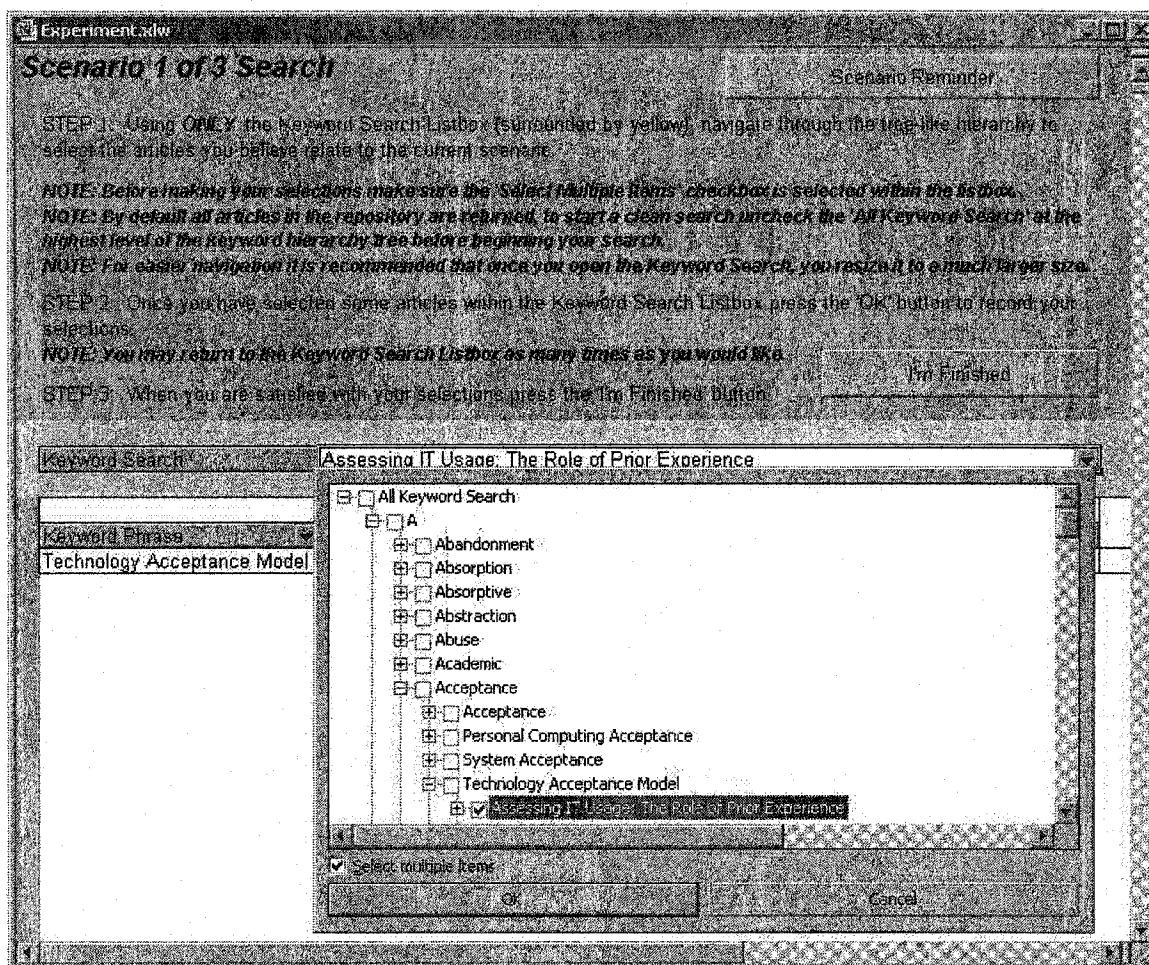 Experiment.xlw
Scenario 1 of 3 Search
Scenario Reminder
STEP 1: Using ONLY the Keyword Search Listbox (surrounded by yellow), navigate through the tree-like hierarchy to
select the articles you believe relate to the current scenario.
NOTE: Before making your selections make sure the 'Select Multiple Items' checkbox is selected within the listbox.
NOTE: By default all articles in the repository are returned, to start a clean search uncheck the 'All Keyword Search' at the
highest level of the keyword hierarchy tree before beginning your search.
NOTE: For easier navigation it is recommended that once you open the Keyword Search, you resize it to a much larger size.
STEP 2: Once you have selected some articles within the Keyword Search Listbox press the 'OK' button to record your
selections.
NOTE: You may return to the Keyword Search Listbox as many times as you would like.
I'm Finished
STEP 3: When you are satisfied with your selections press the 'I'm Finished' button.
Keyword Search
Assessing IT Usage: The Role of Prior Experience
All Keyword Search
A
Keyword Phrase
Abandonment
Technology Acceptance Model
Absorption
Absorptive
Abstraction
Abuse
Academic
Acceptance
Acceptance
Personal Computing Acceptance
System Acceptance
Technology Acceptance Model
Assessing IT Usage: The Role of Prior Experience
Select multiple items
OK
Cancel